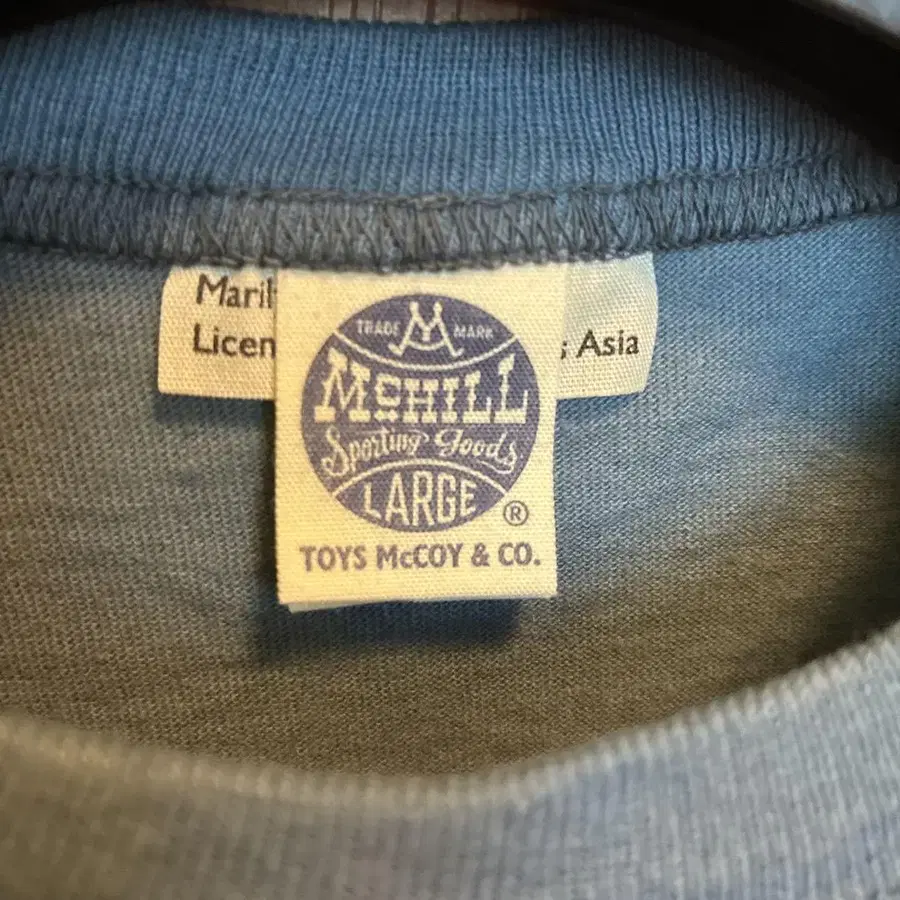 Maril
Licen
; Asia
TRADE M MARK
McHILL
Sporting Goods
LARGE ®
TOYS McCOY & CO.